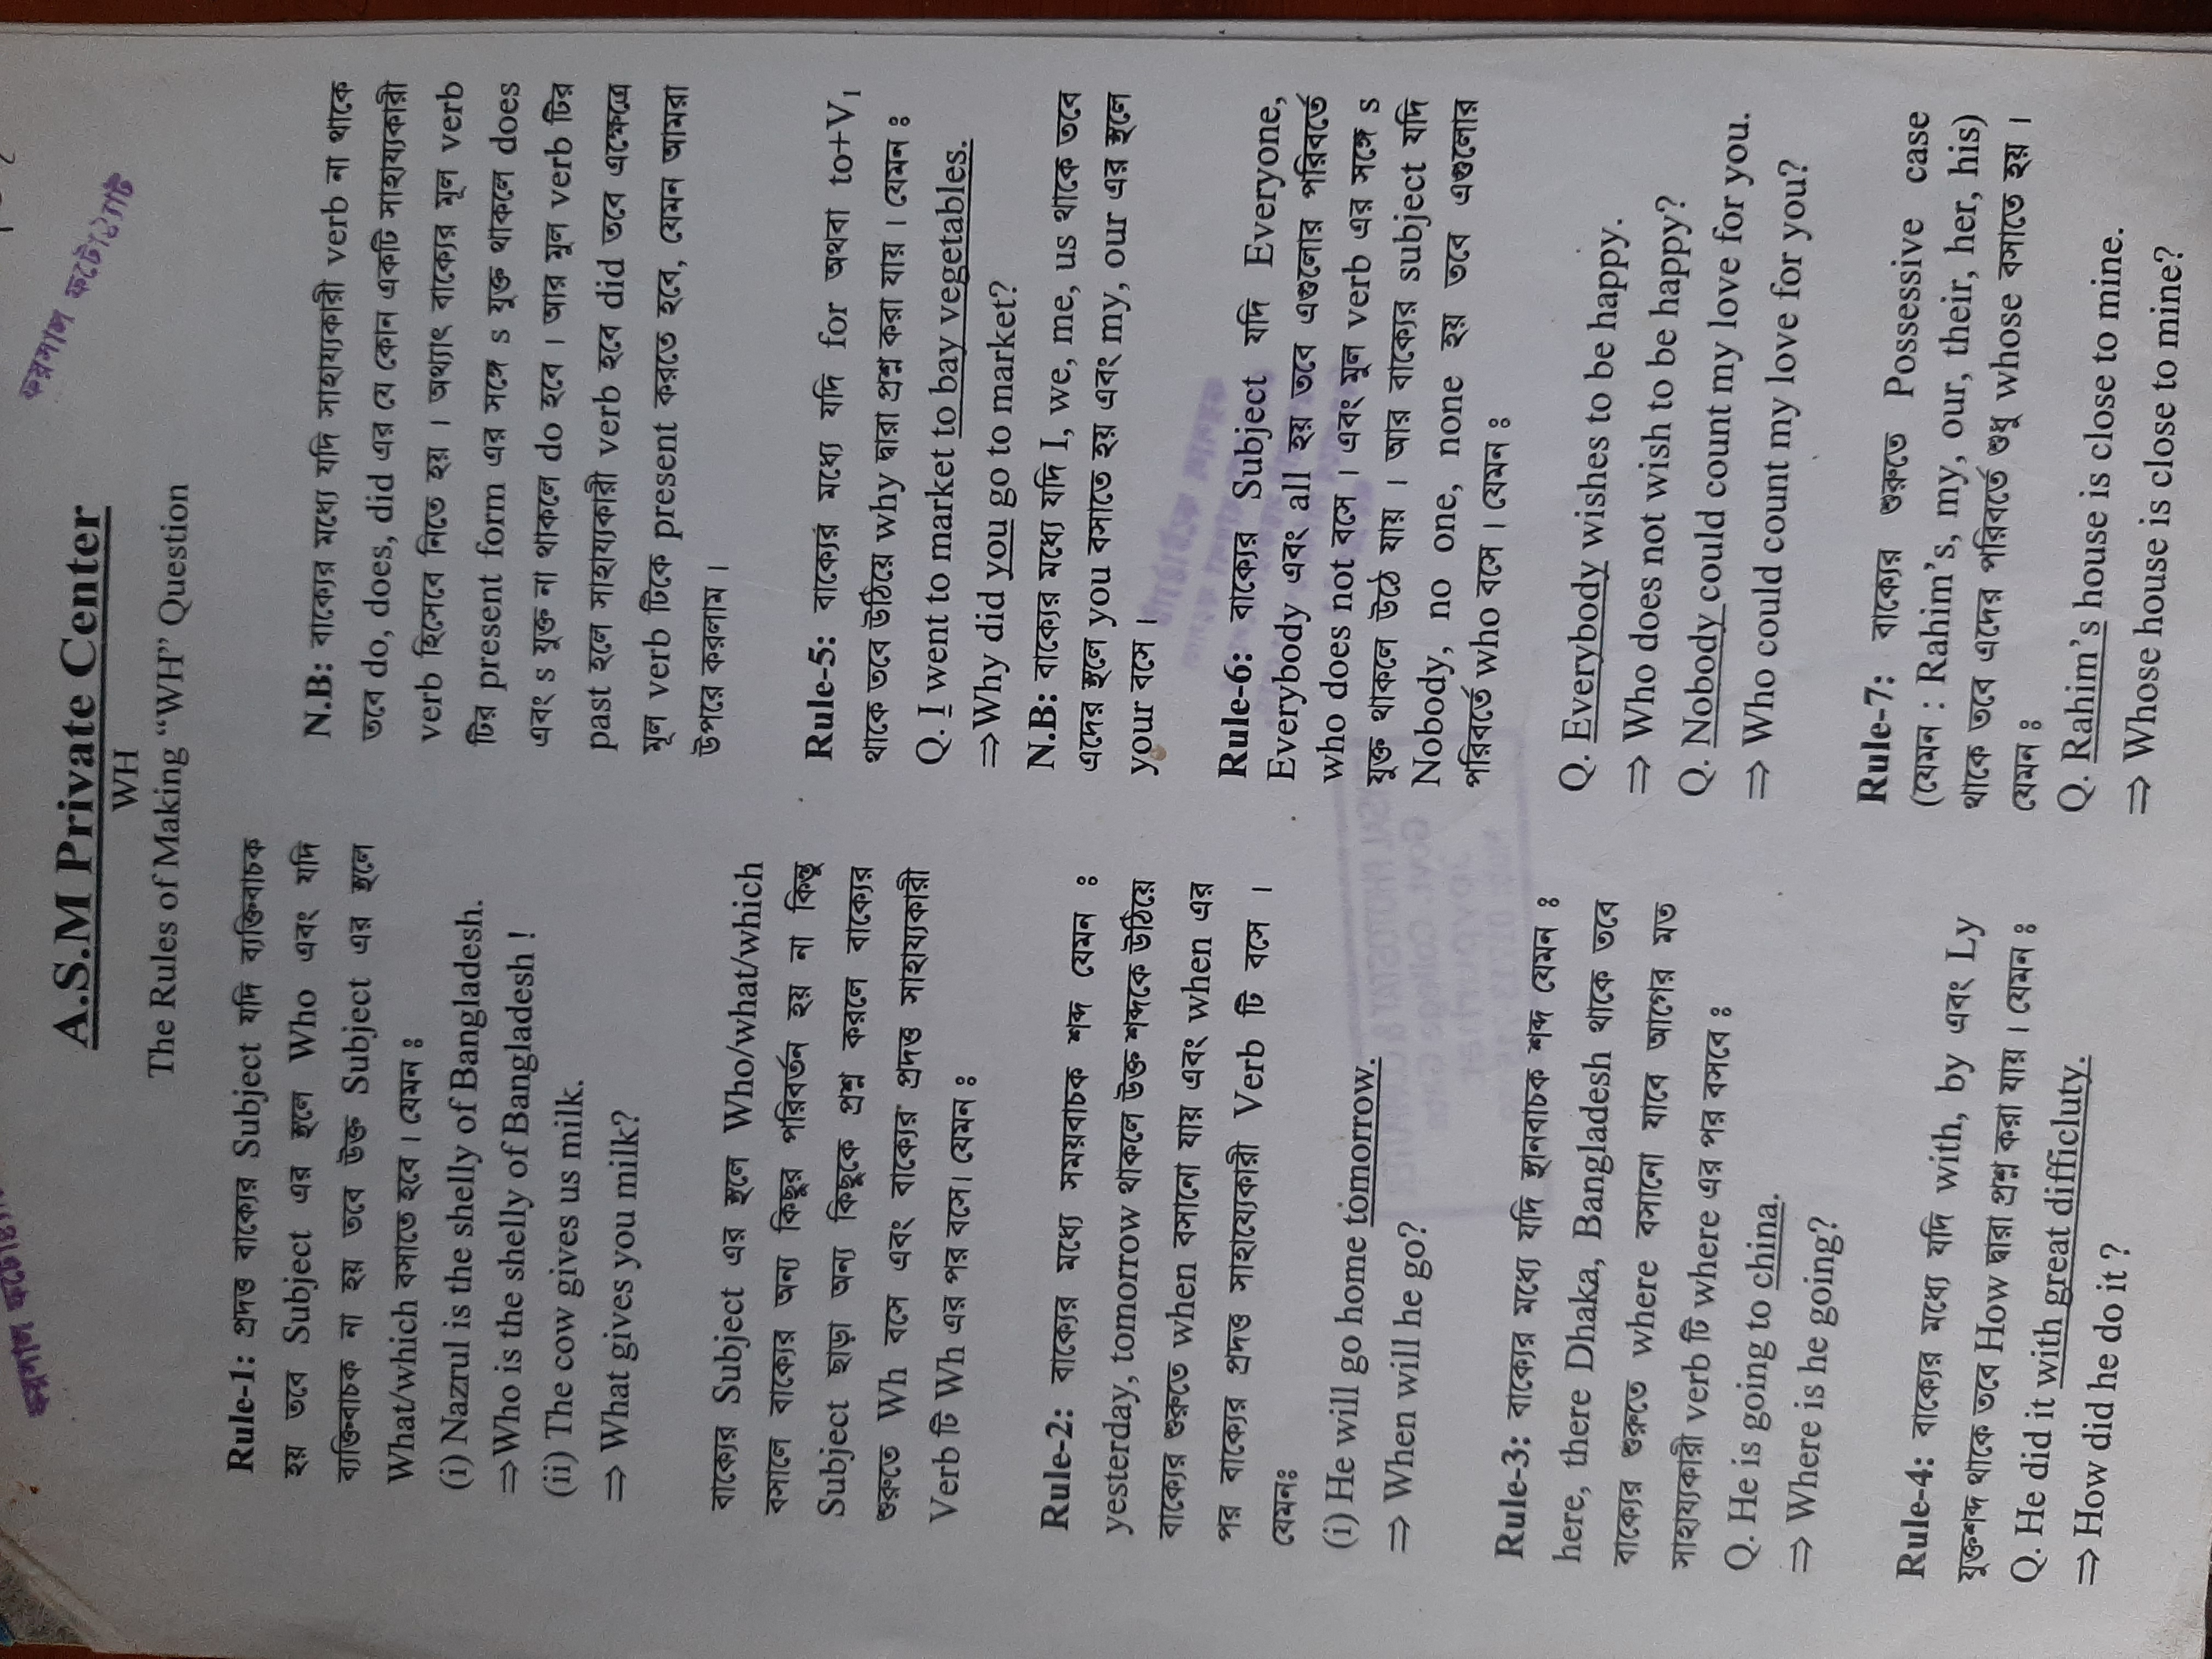 ফয়সাল
ফয়সাল ফটোষ্ট্যাট
A.S.M Private Center
WH
The Rules of Making “WH” Question
Rule-1: প্রদত্ত বাক্যের Subject যদি ব্যক্তিবাচক
হয় তবে Subject এর স্থলে Who এবং যদি
ব্যক্তিবাচক না হয় তবে উক্ত Subject এর স্থলে
What/which বসাতে হবে। যেমন ঃ
(i) Nazrul is the shelly of Bangladesh.
⇒Who is the shelly of Bangladesh !
(ii) The cow gives us milk.
⇒ What gives you milk?
বাক্যের Subject এর স্থলে Who/what/which
বসালে বাক্যের অন্য কিছুর পরিবর্তন হয় না কিন্তু
Subject ছাড়া অন্য কিছুকে প্রশ্ন করলে বাক্যের
শুরুতে Wh বসে এবং বাক্যের প্রদত্ত সাহায্যকারী
Verb টি Wh এর পর বসে। যেমন ঃ
Rule-2: বাক্যের মধ্যে সময়বাচক শব্দ যেমন ঃ
yesterday, tomorrow থাকলে উক্ত শব্দকে উঠিয়ে
বাক্যের শুরুতে when বসানো যায় এবং when এর
পর বাক্যের প্রদত্ত সাহায্যেকারী Verb টি বসে ।
যেমনঃ
(i) He will go home tomorrow.
⇒ When will he go?
Rule-3: বাক্যের মধ্যে যদি স্থানবাচক শব্দ যেমন ঃ
here, there Dhaka, Bangladesh থাকে তবে
বাক্যের শুরুতে where বসানো যাবে আগের মত
সাহায্যকারী verb টি where এর পর বসবে ঃ
Q. He is going to china.
⇒ Where is he going?
Rule-4: বাক্যের মধ্যে যদি with, by এবং Ly
যুক্তশব্দ থাকে তবে How দ্বারা প্রশ্ন করা যায় । যেমন ঃ
Q. He did it with great difficluty.
⇒ How did he do it ?
N.B: বাক্যের মধ্যে যদি সাহায্যকারী verb না থাকে
তবে do, does, did এর যে কোন একটি সাহায্যকারী
verb হিসেবে নিতে হয় । অথ্যাৎ বাক্যের মূল verb
টির present form এর সঙ্গে s যুক্ত থাকলে does
এবং s যুক্ত না থাকলে do হবে । আর মুল verb টির
past হলে সাহায্যকারী verb হবে did তবে এক্ষেত্রে
মূল verb টিকে present করতে হবে, যেমন আমরা
উপরে করলাম ।
Rule-5: বাক্যের মধ্যে যদি for অথবা to+V₁
থাকে তবে উঠিয়ে why দ্বারা প্রশ্ন করা যায় । যেমন ঃ
Q. I went to market to bay vegetables.
⇒Why did you go to market?
N.B: বাক্যের মধ্যে যদি I, we, me, us থাকে তবে
এদের স্থলে you বসাতে হয় এবং my, our এর স্থলে
your বসে ।
Rule-6: বাক্যের Subject যদি Everyone,
Everybody এবং all হয় তবে এগুলোর পরিবর্তে
who does not বসে । এবং মুল verb এর সঙ্গে s
যুক্ত থাকলে উঠে যায় । আর বাক্যের subject যদি
Nobody, no one, none হয় তবে এগুলোর
পরিবর্তে who বসে । যেমন ঃ
Q. Everybody wishes to be happy.
⇒ Who does not wish to be happy?
Q. Nobody could count my love for you.
⇒ Who could count my love for you?
Rule-7: বাক্যের শুরুতে Possessive case
(যেমন : Rahim’s, my, our, their, her, his)
থাকে তবে এদের পরিবর্তে শুধু whose বসাতে হয় ।
যেমন ঃ
Q. Rahim’s house is close to mine.
⇒ Whose house is close to mine?